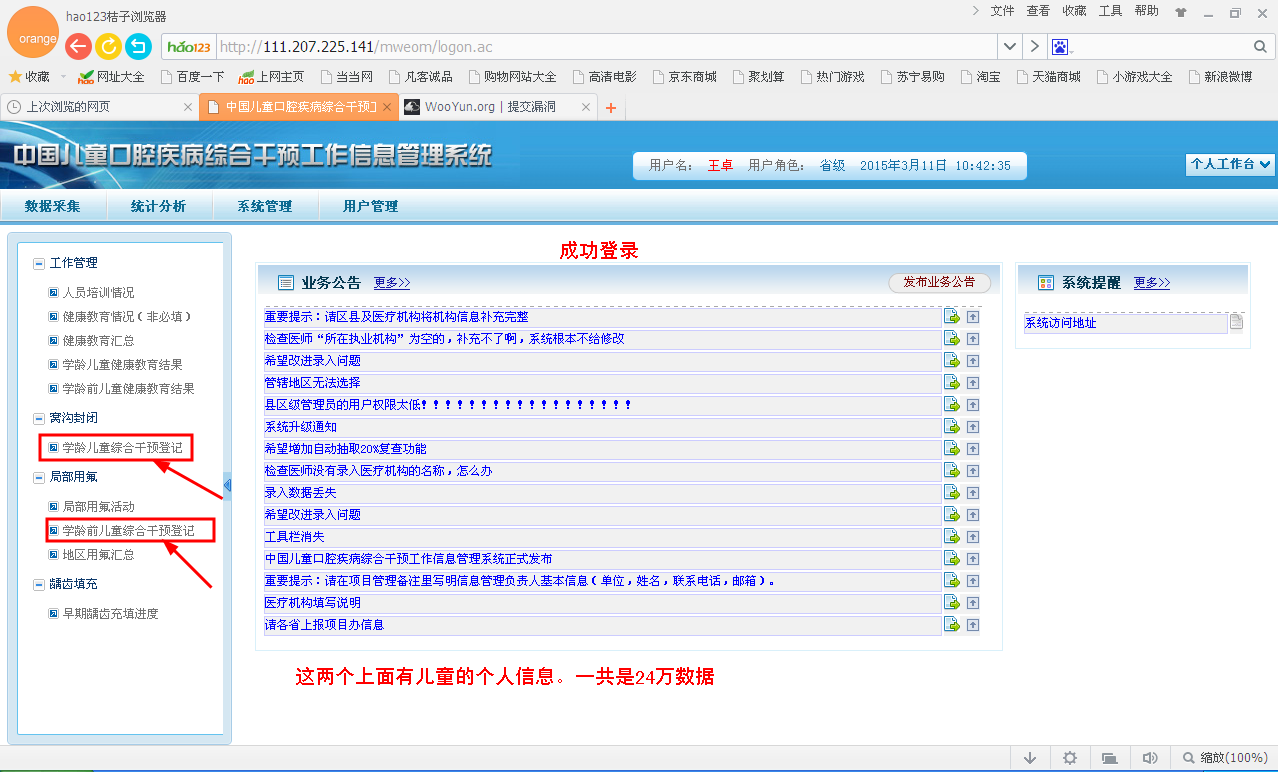 hao123桔子浏览器
文件 查看 收藏 工具 帮助
orange
hao123 http://111.207.225.141/mweom/logon.ac
收藏 网址大全 百度一下 上网主页 当当网 凡客诚品 购物网站大全 高清电影 京东商城 聚划算 热门游戏 苏宁易购 淘宝 天猫商城 小游戏大全 新浪微博
上次浏览的网页 中国儿童口腔疾病综合干预工 WooYun.org | 提交漏洞
中国儿童口腔疾病综合干预工作信息管理系统
用户名： 王卓 用户角色： 省级 2015年3月11日 10:42:35
个人工作台
数据采集 统计分析 系统管理 用户管理
工作管理
人员培训情况
健康教育情况（非必填）
健康教育汇总
学龄儿童健康教育结果
学龄前儿童健康教育结果
窝沟封闭
学龄儿童综合干预登记
局部用氟
局部用氟活动
学龄前儿童综合干预登记
地区用氟汇总
龋齿填充
早期龋齿充填进度
成功登录
业务公告 更多>> 发布业务公告
重要提示：请区县及医疗机构将机构信息补充完整
检查医师“所在执业机构”为空的，补充不了啊，系统根本不给修改
希望改进录入问题
管辖地区无法选择
县区级管理员的用户权限太低！！！！！！！！！！！！！！！！！！
系统升级通知
希望增加自动抽取20%复查功能
检查医师没有录入医疗机构的名称，怎么办
录入数据丢失
希望改进录入问题
工具栏消失
中国儿童口腔疾病综合干预工作信息管理系统正式发布
重要提示：请在项目管理备注里写明信息管理负责人基本信息（单位，姓名，联系电话，邮箱）。
医疗机构填写说明
请各省上报项目办信息
系统提醒 更多>>
系统访问地址
这两个上面有儿童的个人信息。一共是24万数据
缩放(100%)